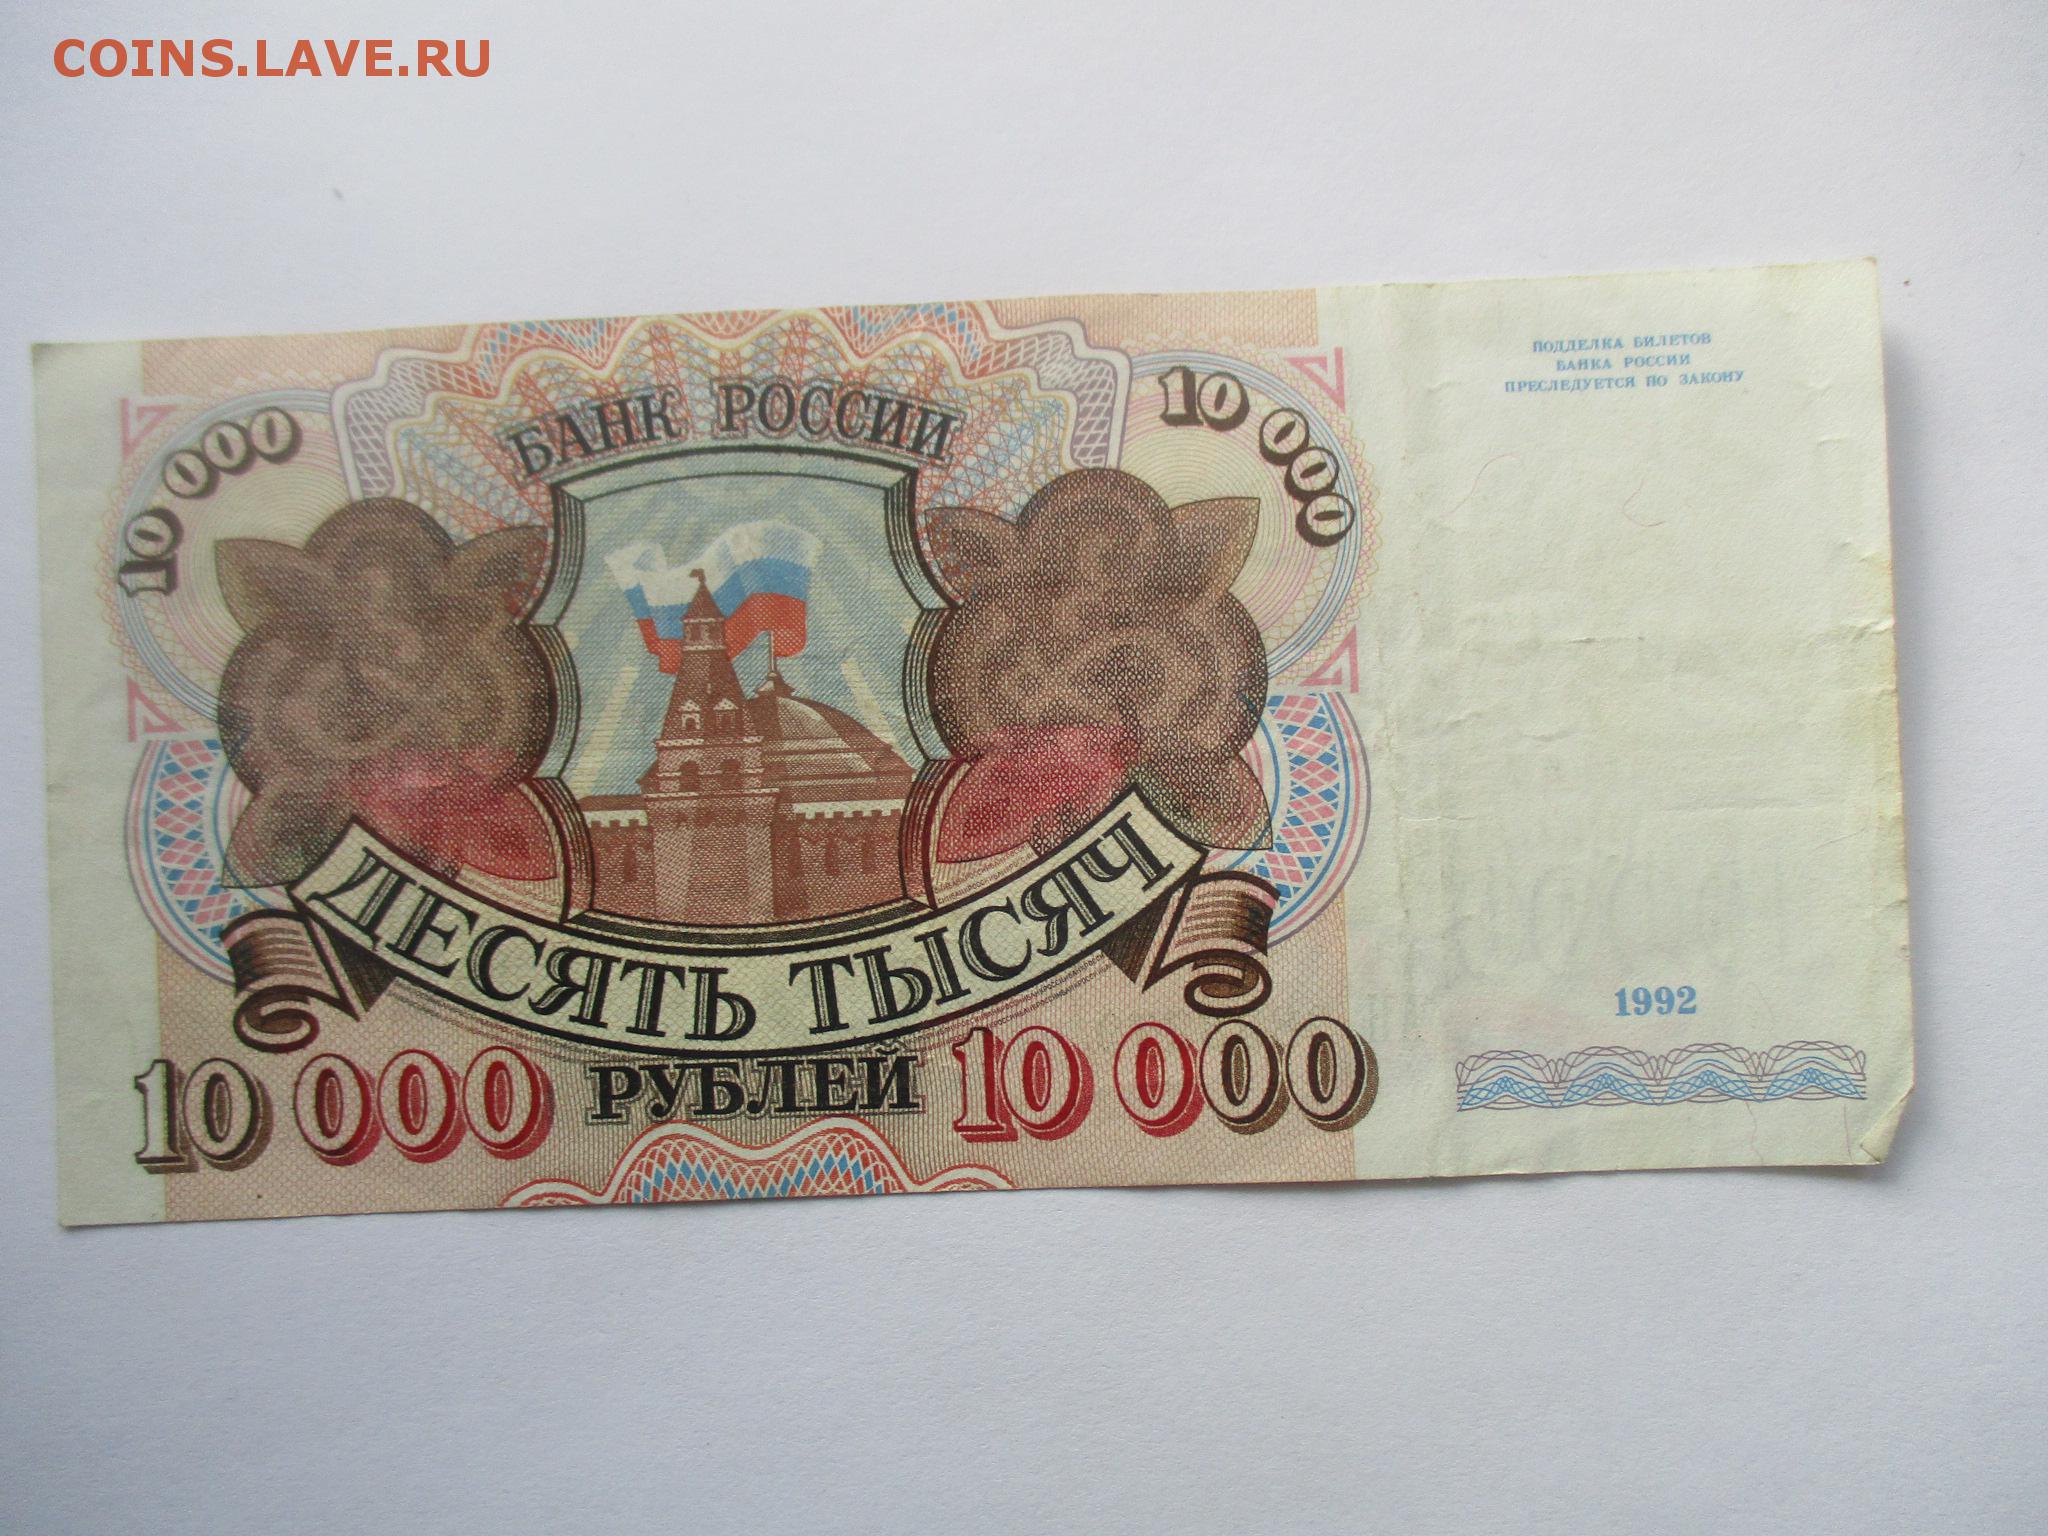 COINS.LAVE.RU
ПОДДЕЛКА БИЛЕТОВ
БАНКА РОССИИ
ПРЕСЛЕДУЕТСЯ ПО ЗАКОНУ
БАНК РОССИИ
10 000
10 000
ДЕСЯТЬ ТЫСЯЧ
РУБЛЕЙ
10 000
10 000
1992